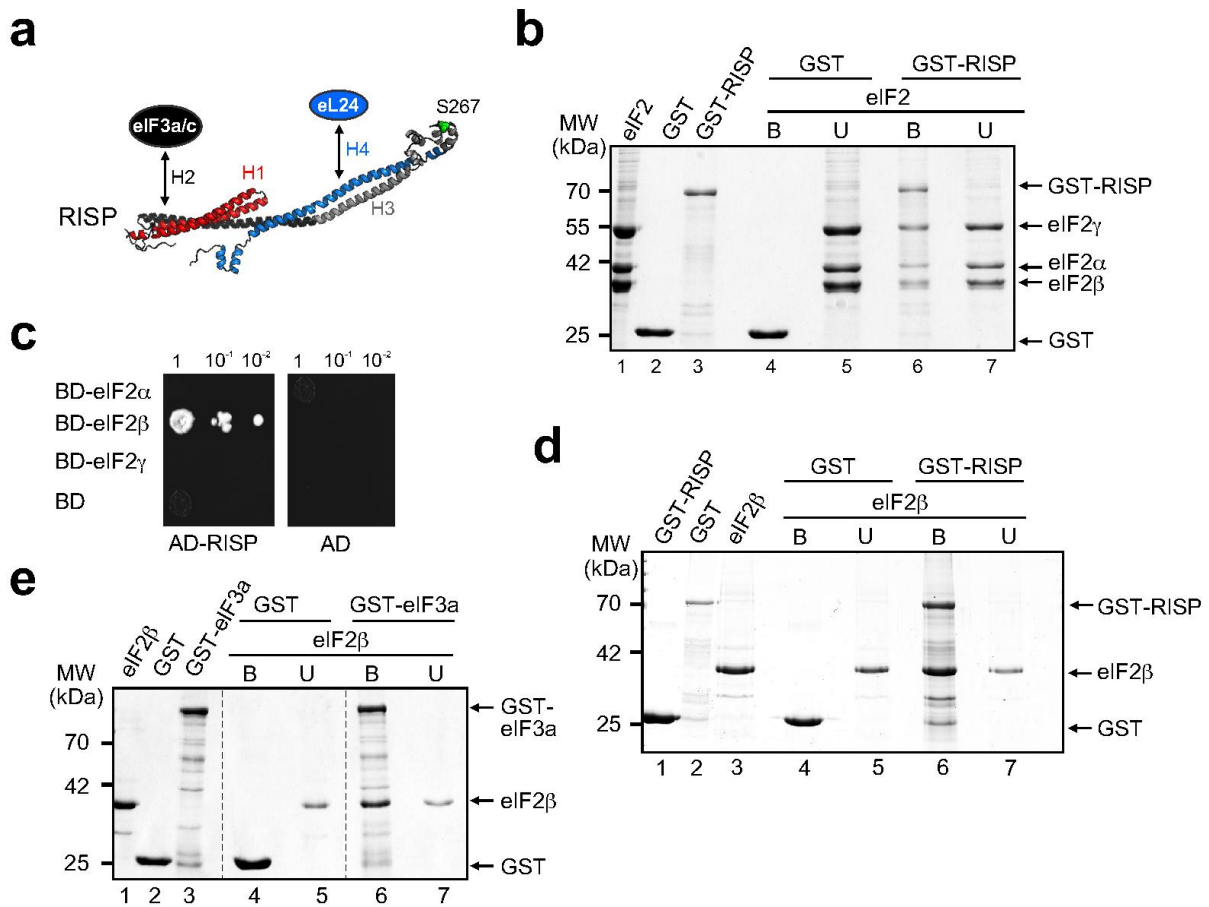 a
eIF3a/c
eL24
S267
H2
H1
H4
H3
RISP
b
GST
GST-RISP
eIF2
MW
(kDa)
eIF2
GST
GST-RISP
B
U
B
U
70
55
42
25
GST-RISP
eIF2γ
eIF2α
eIF2β
GST
1 2 3 4 5 6 7
c
1 10⁻¹ 10⁻² 1 10⁻¹ 10⁻²
BD-eIF2α
BD-eIF2β
BD-eIF2γ
BD
AD-RISP
AD
d
GST
GST-RISP
eIF2β
MW
(kDa)
GST-RISP
GST
eIF2β
B
U
B
U
70
42
25
GST-RISP
eIF2β
GST
1 2 3 4 5 6 7
e
GST
GST-eIF3a
eIF2β
MW
(kDa)
eIF2β
GST
GST-eIF3a
B
U
B
U
70
42
25
GST-
eIF3a
eIF2β
GST
1 2 3 4 5 6 7